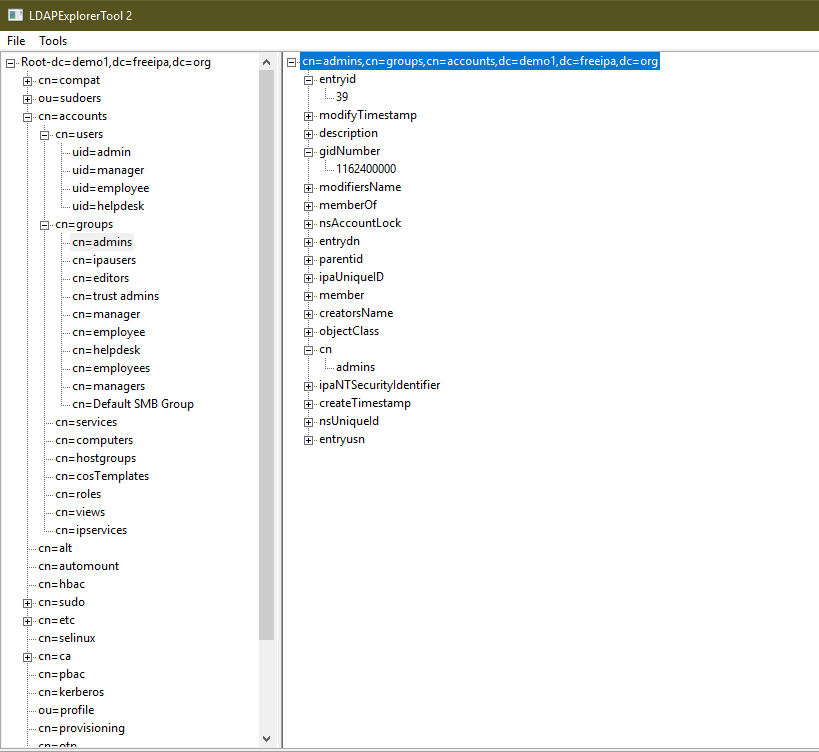 LDAPExplorerTool 2
File Tools
Root-dc=demo1,dc=freeipa,dc=org
cn=compat
ou=sudoers
cn=accounts
cn=users
uid=admin
uid=manager
uid=employee
uid=helpdesk
cn=groups
cn=admins
cn=ipausers
cn=editors
cn=trust admins
cn=manager
cn=employee
cn=helpdesk
cn=employees
cn=managers
cn=Default SMB Group
cn=services
cn=computers
cn=hostgroups
cn=cosTemplates
cn=roles
cn=views
cn=ipservices
cn=alt
cn=automount
cn=hbac
cn=sudo
cn=etc
cn=selinux
cn=ca
cn=pbac
cn=kerberos
ou=profile
cn=provisioning
cn=otp
cn=admins,cn=groups,cn=accounts,dc=demo1,dc=freeipa,dc=org
entryid
39
modifyTimestamp
description
gidNumber
1162400000
modifiersName
memberOf
nsAccountLock
entrydn
parentid
ipaUniqueID
member
creatorsName
objectClass
cn
admins
ipaNTSecurityIdentifier
createTimestamp
nsUniqueId
entryusn